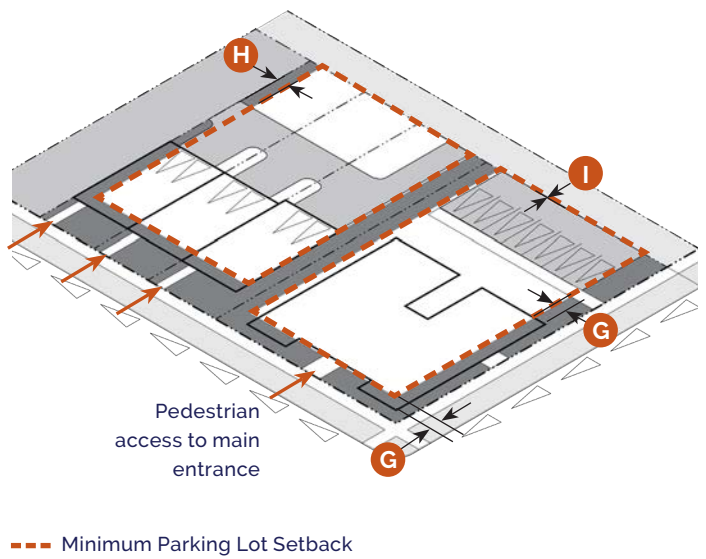 H
I
G
Pedestrian
access to main
entrance
G
Minimum Parking Lot Setback